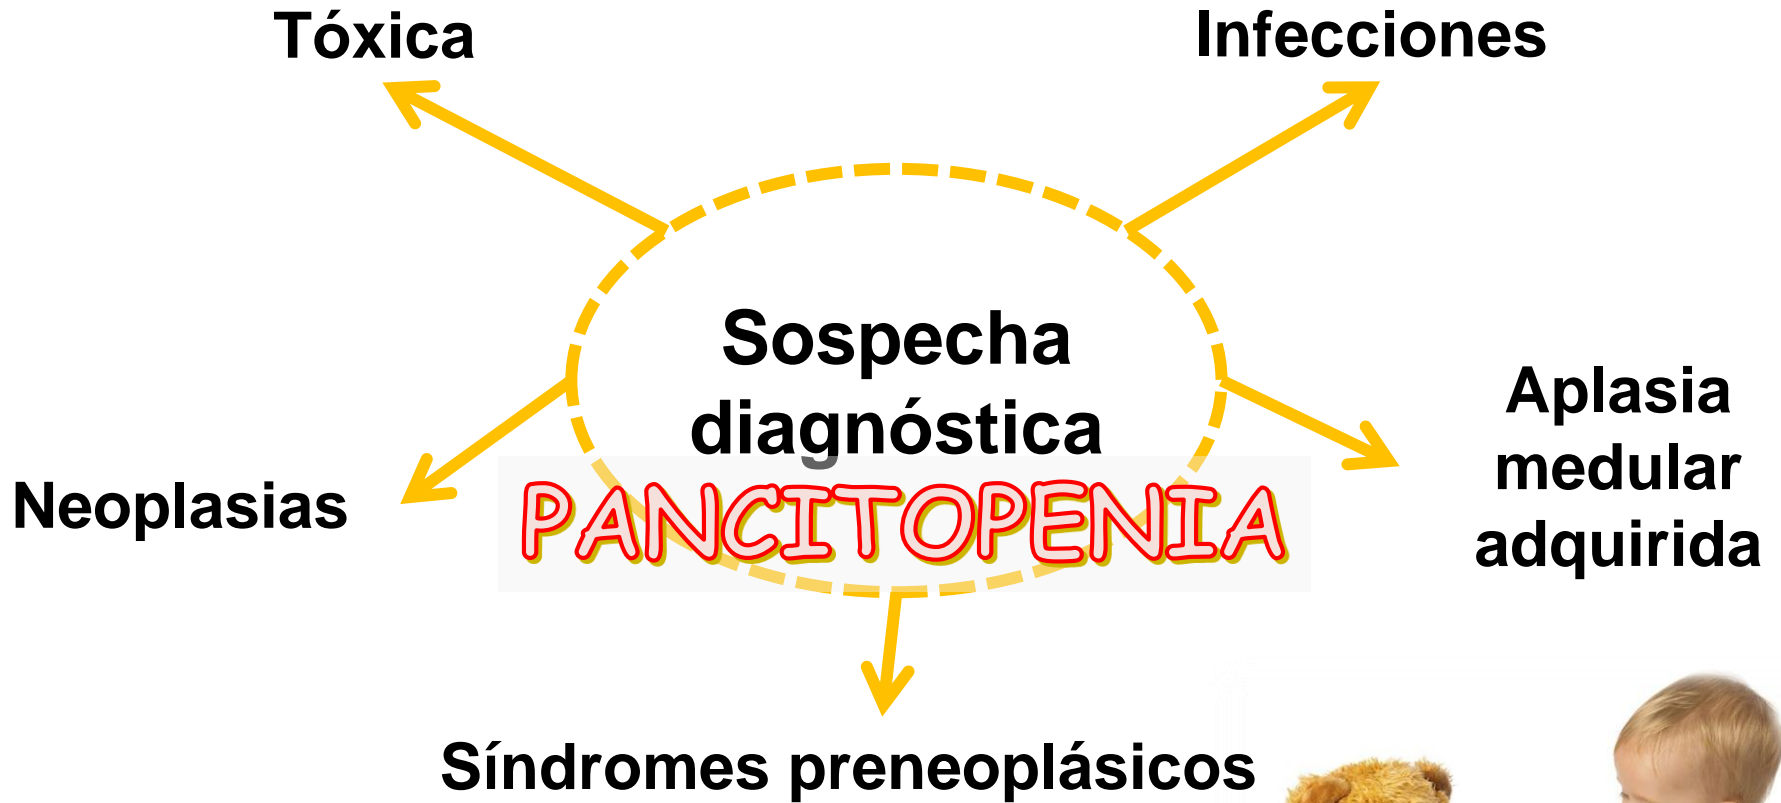 Tóxica
Infecciones
Sospecha
diagnóstica
PANCITOPENIA
Aplasia
medular
adquirida
Neoplasias
Síndromes preneoplásicos